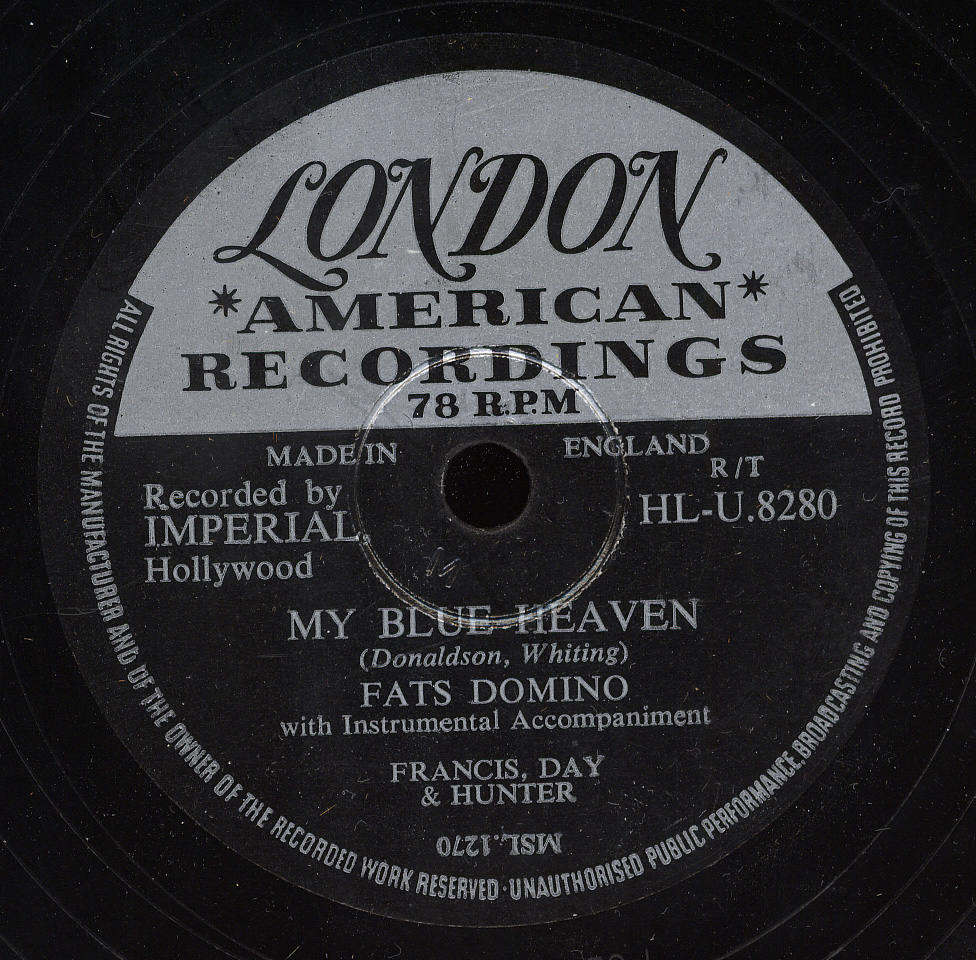 LONDON
*AMERICAN*
RECORDINGS
78 R.P.M
MADE IN ENGLAND
R/T
Recorded by
IMPERIAL
Hollywood
HL-U.8280
MY BLUE HEAVEN
(Donaldson, Whiting)
FATS DOMINO
with Instrumental Accompaniment
FRANCIS, DAY
& HUNTER
MSL.1270
ALL RIGHTS OF THE MANUFACTURER AND OF THE OWNER OF THE RECORDED WORK RESERVED · UNAUTHORISED PUBLIC PERFORMANCE, BROADCASTING AND COPYING OF THIS RECORD PROHIBITED